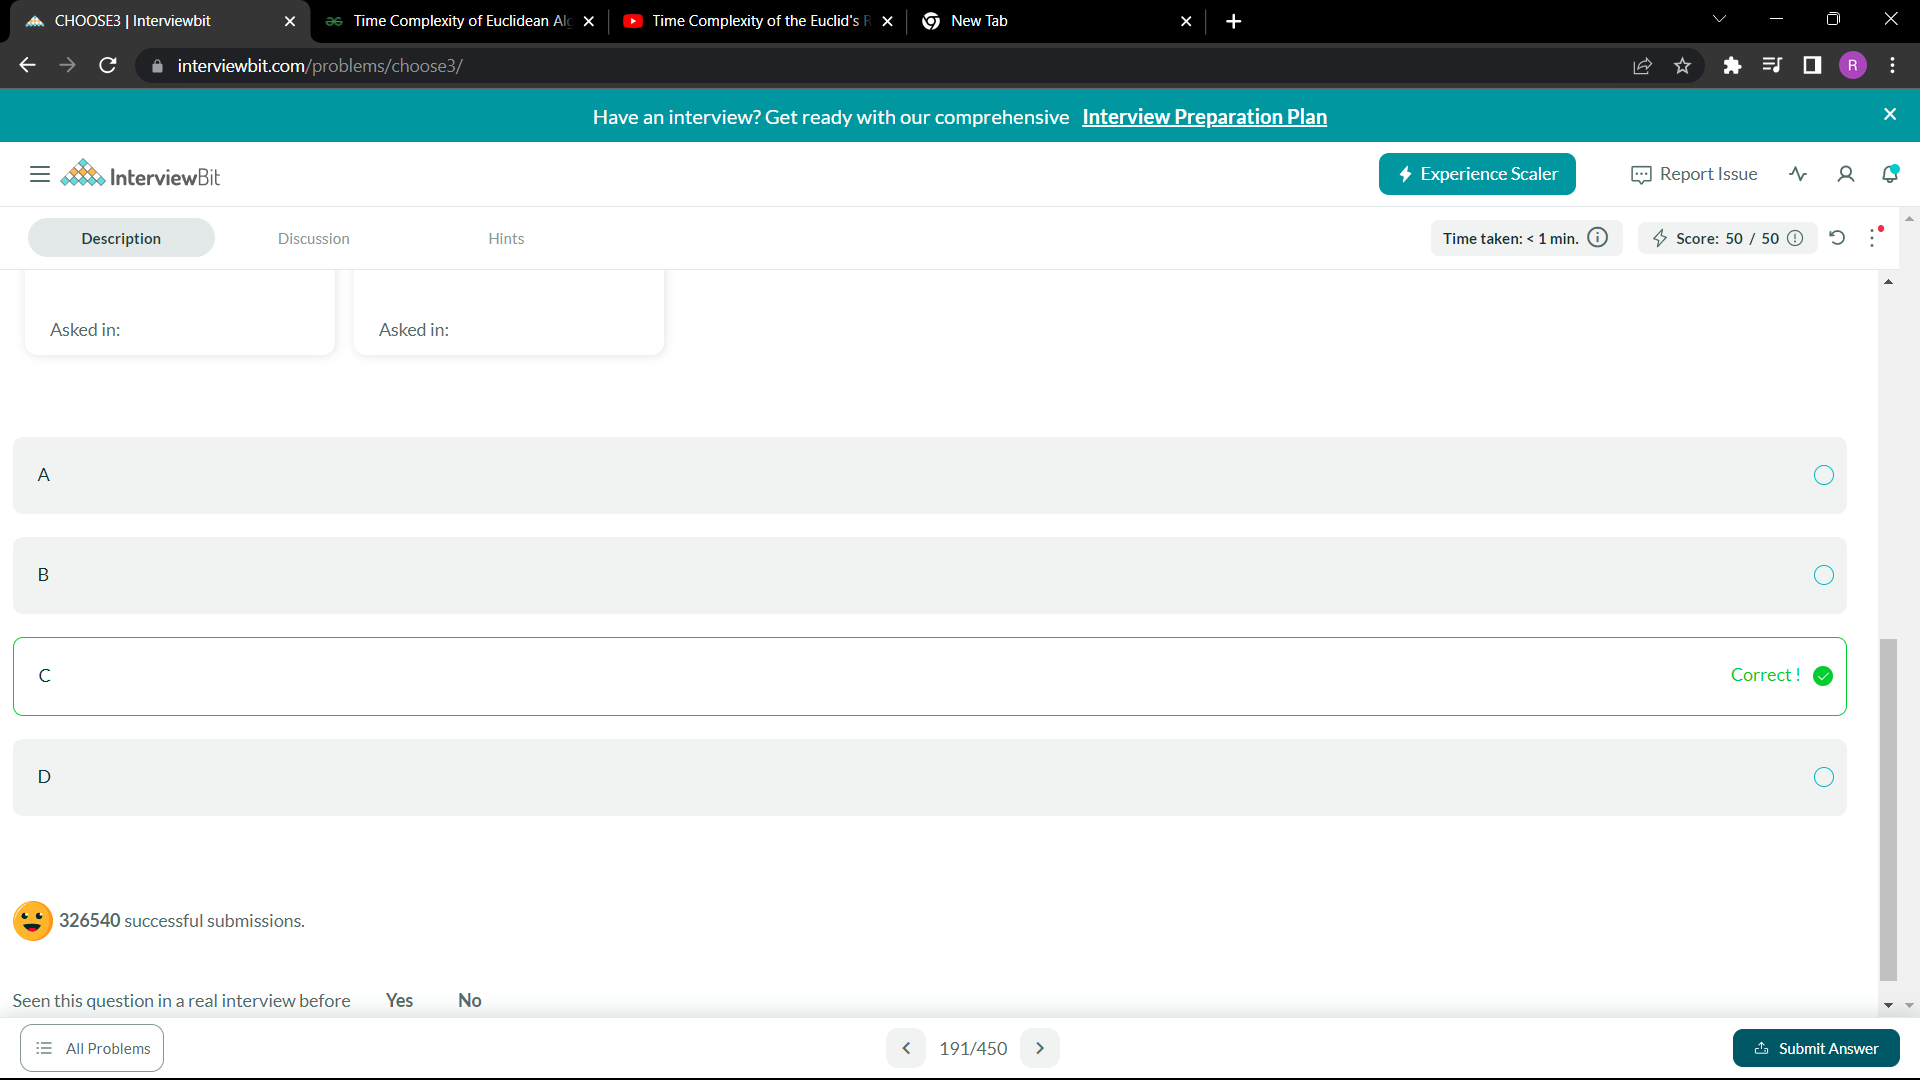 CHOOSE3 | Interviewbit
Time Complexity of Euclidean Al
Time Complexity of the Euclid's R
New Tab
interviewbit.com/problems/choose3/
R
Have an interview? Get ready with our comprehensive Interview Preparation Plan
InterviewBit
Experience Scaler
Report Issue
Description
Discussion
Hints
Time taken: < 1 min.
Score: 50 / 50
Asked in:
Asked in:
A
B
C
Correct !
D
326540 successful submissions.
Seen this question in a real interview before
Yes
No
All Problems
191/450
Submit Answer